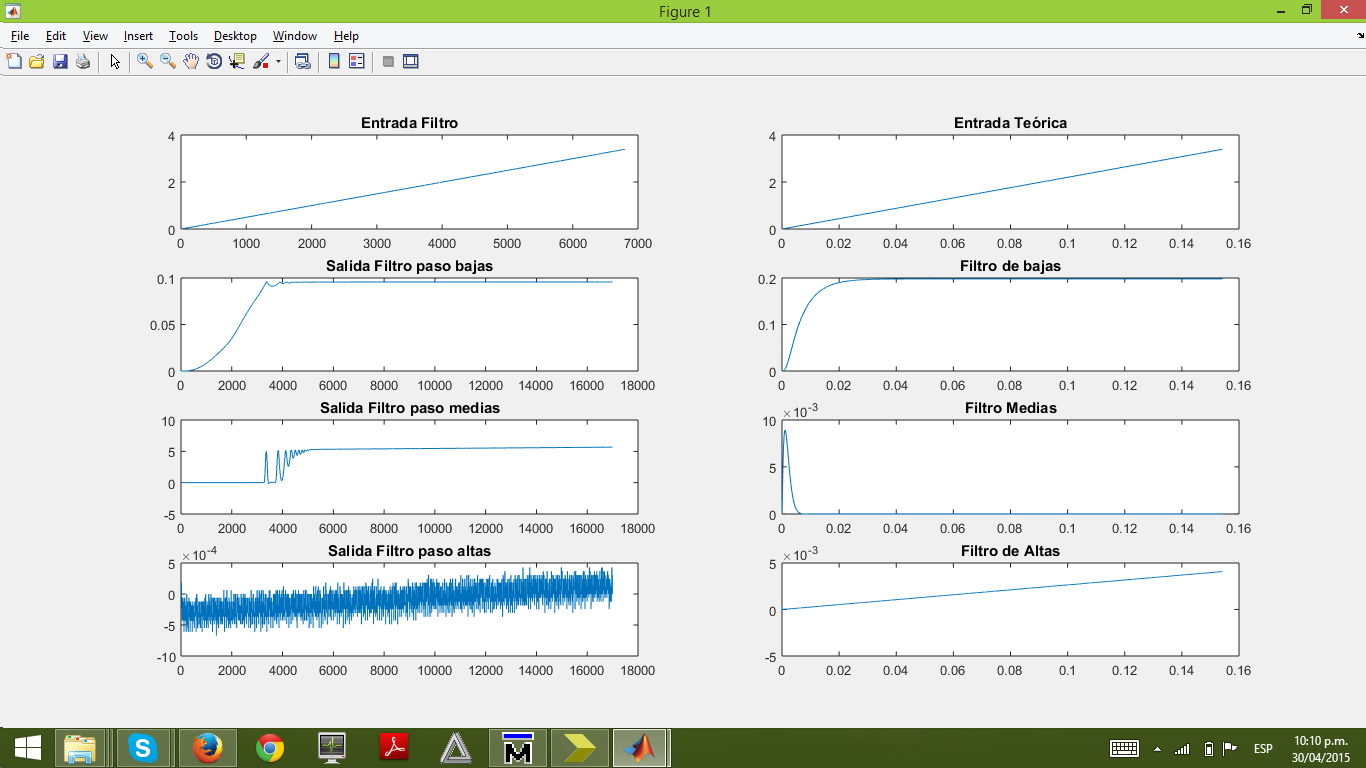 Figure 1
File Edit View Insert Tools Desktop Window Help
Entrada Filtro
4
2
0
0 1000 2000 3000 4000 5000 6000 7000
Entrada Teórica
4
2
0
0 0.02 0.04 0.06 0.08 0.1 0.12 0.14 0.16
Salida Filtro paso bajas
0.1
0.05
0
0 2000 4000 6000 8000 10000 12000 14000 16000 18000
Filtro de bajas
0.2
0.1
0
0 0.02 0.04 0.06 0.08 0.1 0.12 0.14 0.16
Salida Filtro paso medias
10
5
0
-5
0 2000 4000 6000 8000 10000 12000 14000 16000 18000
Filtro Medias
×10⁻³
10
5
0
0 0.02 0.04 0.06 0.08 0.1 0.12 0.14 0.16
Salida Filtro paso altas
×10⁻⁴
5
0
-5
-10
0 2000 4000 6000 8000 10000 12000 14000 16000 18000
Filtro de Altas
×10⁻³
5
0
-5
0 0.02 0.04 0.06 0.08 0.1 0.12 0.14 0.16
M
ESP
10:10 p.m.
30/04/2015